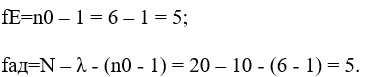 fE=n0 – 1 = 6 – 1 = 5;
fад=N – λ - (n0 - 1) = 20 – 10 - (6 - 1) = 5.